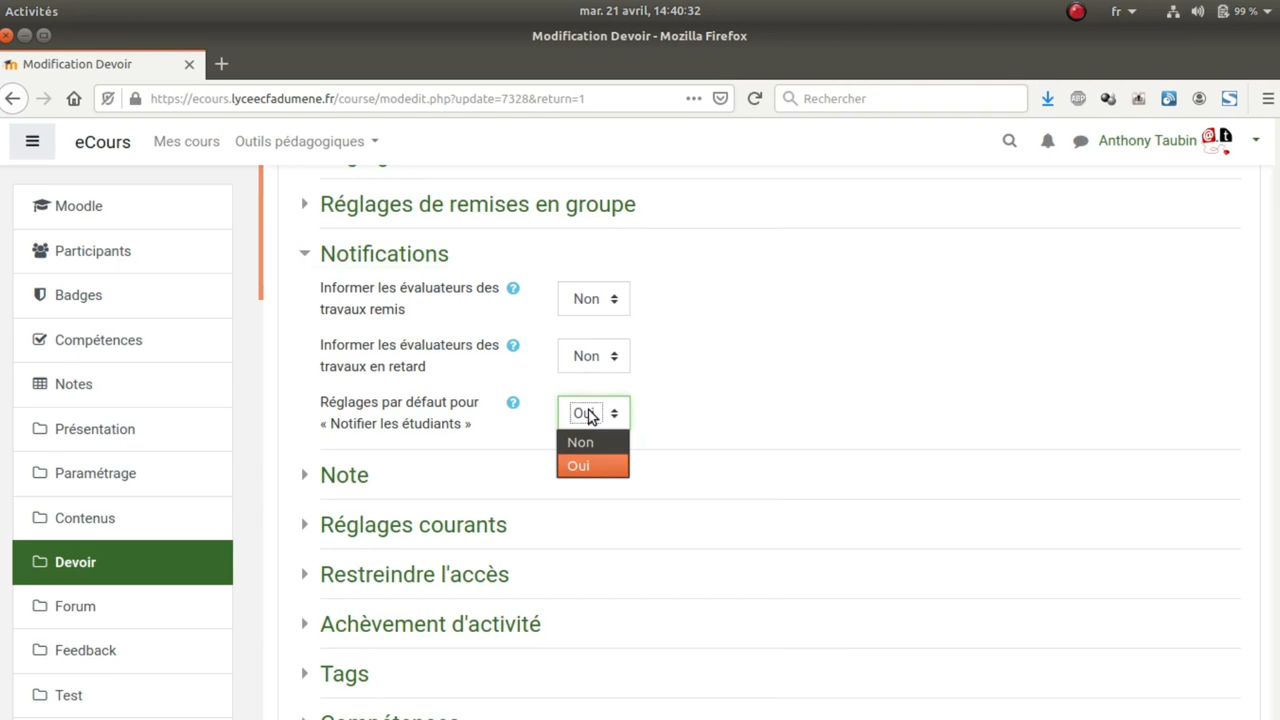 Activités
mar. 21 avril, 14:40:32
fr
99 %
Modification Devoir - Mozilla Firefox
Modification Devoir
https://ecours.lyceecfadumene.fr/course/modedit.php?update=7328&return=1
Rechercher
ABP
eCours
Mes cours
Outils pédagogiques
Anthony Taubin
Moodle
Participants
Badges
Compétences
Notes
Présentation
Paramétrage
Contenus
Devoir
Forum
Feedback
Test
Réglages de remises en groupe
Notifications
Informer les évaluateurs des
travaux remis
Non
Informer les évaluateurs des
travaux en retard
Non
Réglages par défaut pour
« Notifier les étudiants »
Oui
Non
Oui
Note
Réglages courants
Restreindre l'accès
Achèvement d'activité
Tags